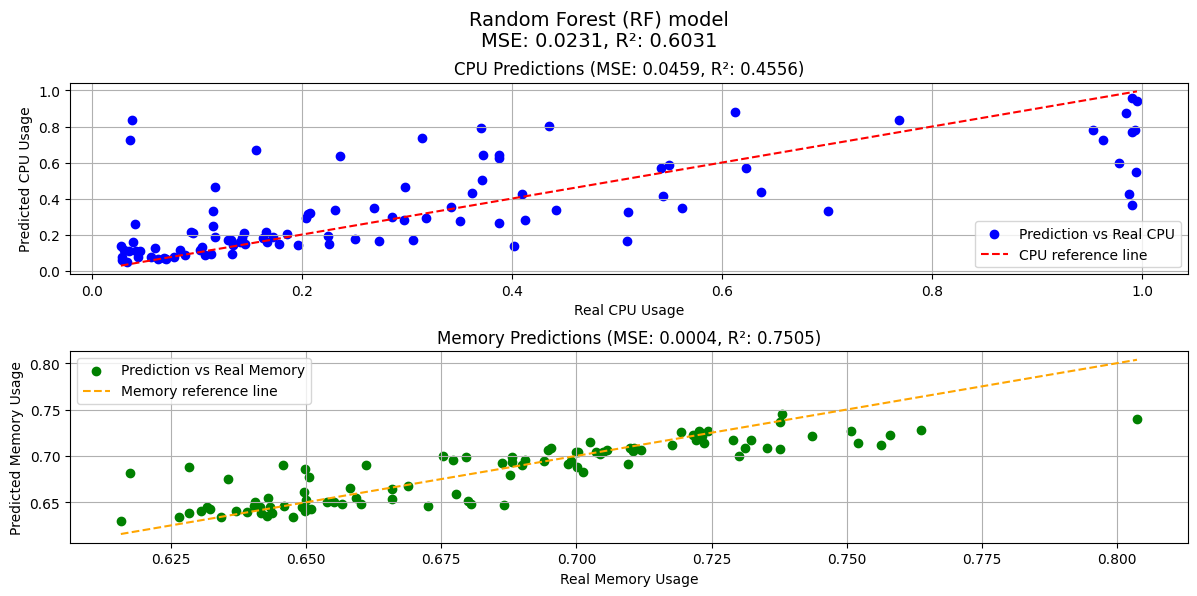 Random Forest (RF) model
MSE: 0.0231, R²: 0.6031
CPU Predictions (MSE: 0.0459, R²: 0.4556)
Predicted CPU Usage
1.0
0.8
0.6
0.4
0.2
0.0
Prediction vs Real CPU
CPU reference line
0.0 0.2 0.4 0.6 0.8 1.0
Real CPU Usage
Memory Predictions (MSE: 0.0004, R²: 0.7505)
Predicted Memory Usage
0.80
0.75
0.70
0.65
Prediction vs Real Memory
Memory reference line
0.625 0.650 0.675 0.700 0.725 0.750 0.775 0.800
Real Memory Usage